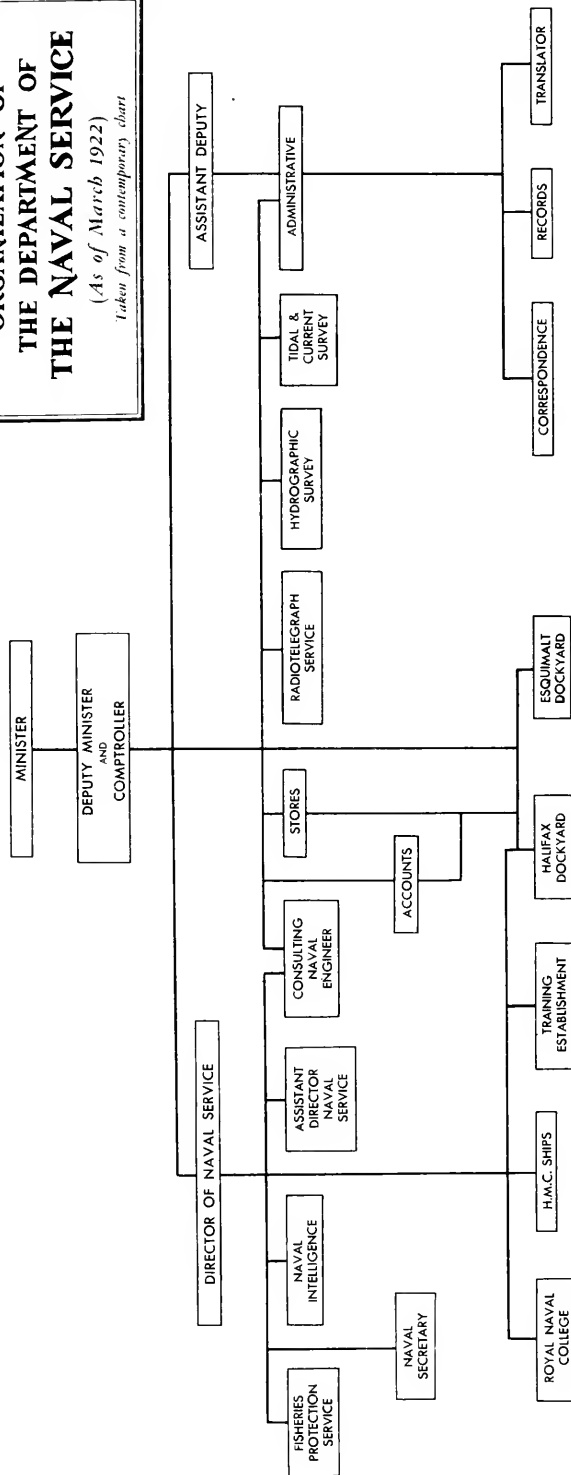 ORGANIZATION OF
THE DEPARTMENT OF
THE NAVAL SERVICE
(As of March 1922)
Taken from a contemporary chart
MINISTER
DEPUTY MINISTER
AND
COMPTROLLER
DIRECTOR OF NAVAL SERVICE
ASSISTANT DEPUTY
FISHERIES
PROTECTION
SERVICE
NAVAL
INTELLIGENCE
ASSISTANT
DIRECTOR
NAVAL
SERVICE
CONSULTING
NAVAL
ENGINEER
STORES
RADIOTELEGRAPH
SERVICE
HYDROGRAPHIC
SURVEY
TIDAL &
CURRENT
SURVEY
ADMINISTRATIVE
NAVAL
SECRETARY
ACCOUNTS
ROYAL NAVAL
COLLEGE
H.M.C. SHIPS
TRAINING
ESTABLISHMENT
HALIFAX
DOCKYARD
ESQUIMALT
DOCKYARD
CORRESPONDENCE
RECORDS
TRANSLATOR